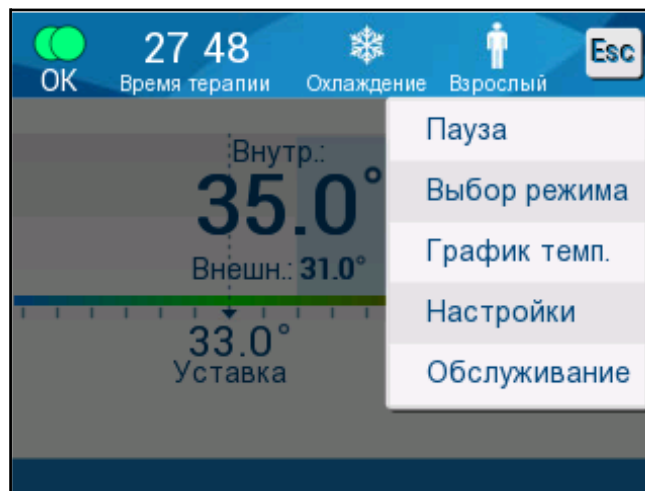 OK
27 48
Время терапии
Охлаждение
Взрослый
Esc
Внутр.:
35.0°
Внешн.: 31.0°
33.0°
Уставка
Пауза
Выбор режима
График темп.
Настройки
Обслуживание